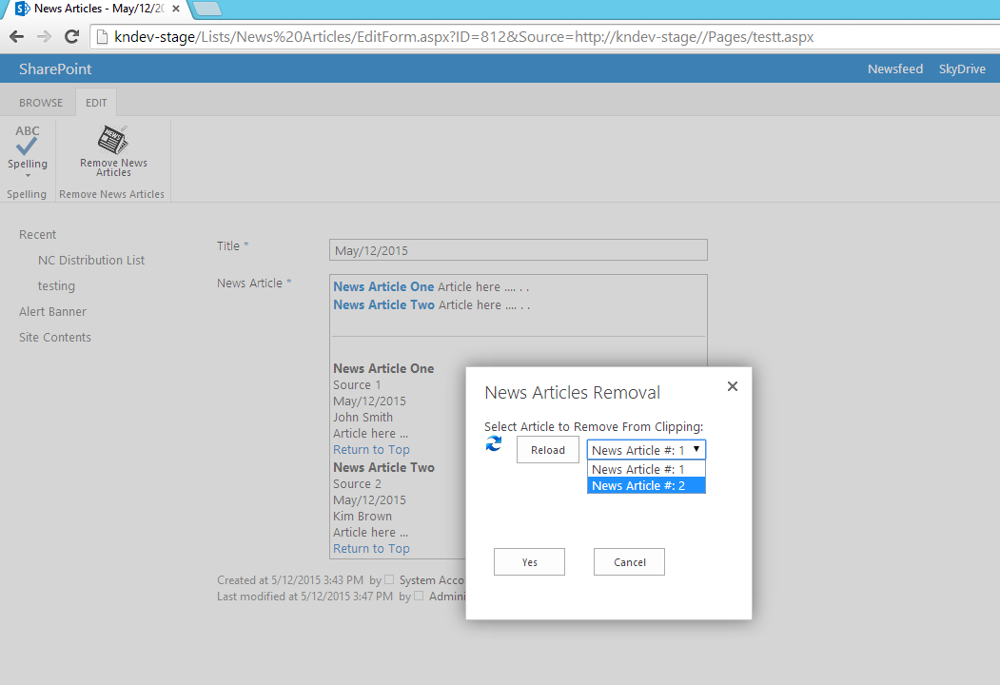 News Articles - May/12/20
kndev-stage/Lists/News%20Articles/EditForm.aspx?ID=812&Source=http://kndev-stage//Pages/testt.aspx
SharePoint
Newsfeed SkyDrive
BROWSE EDIT
ABC
Spelling
Remove News
Articles
Spelling
Remove News Articles
Recent
NC Distribution List
testing
Alert Banner
Site Contents
Title *
May/12/2015
News Article *
News Article One Article here .... . .
News Article Two Article here .... . .
News Article One
Source 1
May/12/2015
John Smith
Article here ...
Return to Top
News Article Two
Source 2
May/12/2015
Kim Brown
Article here ...
Return to Top
Created at 5/12/2015 3:43 PM by System Acco
Last modified at 5/12/2015 3:47 PM by Admini
News Articles Removal
Select Article to Remove From Clipping:
Reload
News Article #: 1
News Article #: 1
News Article #: 2
Yes
Cancel